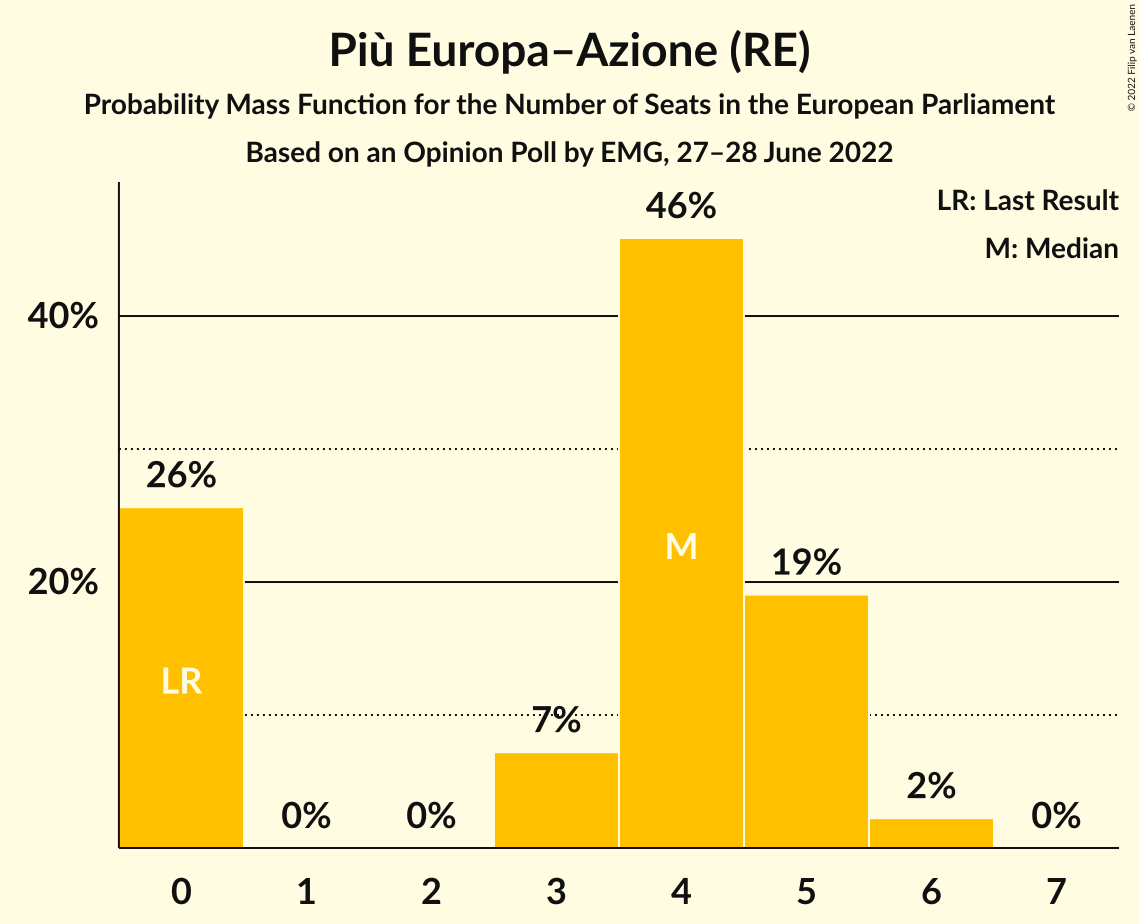 Più Europa–Azione (RE)
Probability Mass Function for the Number of Seats in the European Parliament
Based on an Opinion Poll by EMG, 27–28 June 2022
© 2022 Filip van Laenen
LR: Last Result
M: Median
40%
20%
26%
0%
0%
7%
46%
19%
2%
0%
LR
M
0 1 2 3 4 5 6 7